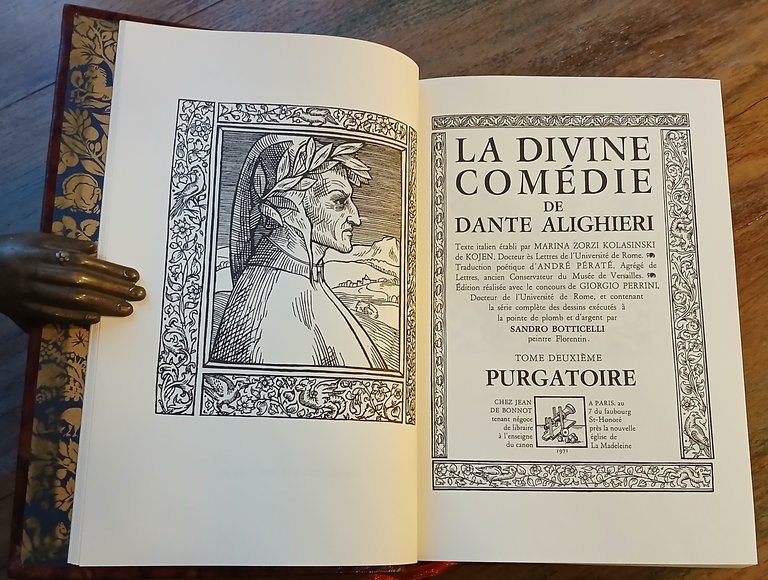 LA DIVINE
COMÉDIE
DE
DANTE ALIGHIERI
Texte italien établi par MARINA ZORZI KOLASINSKI
de KOJEN, Docteur ès Lettres de l'Université de Rome.
Traduction poétique d'ANDRÉ PÉRATÉ, Agrégé de
Lettres, ancien Conservateur du Musée de Versailles.
Édition réalisée avec le concours de GIORGIO PERRINI,
Docteur de l'Université de Rome, et contenant
la série complète des dessins exécutés à
la pointe de plomb et d'argent par
SANDRO BOTTICELLI
peintre Florentin.
TOME DEUXIÈME
PURGATOIRE
CHEZ JEAN
DE BONNOT
tenant négoce
de libraire
à l'enseigne
du canon
A PARIS, au
7 du faubourg
St-Honoré
près la nouvelle
église de
La Madeleine
1971